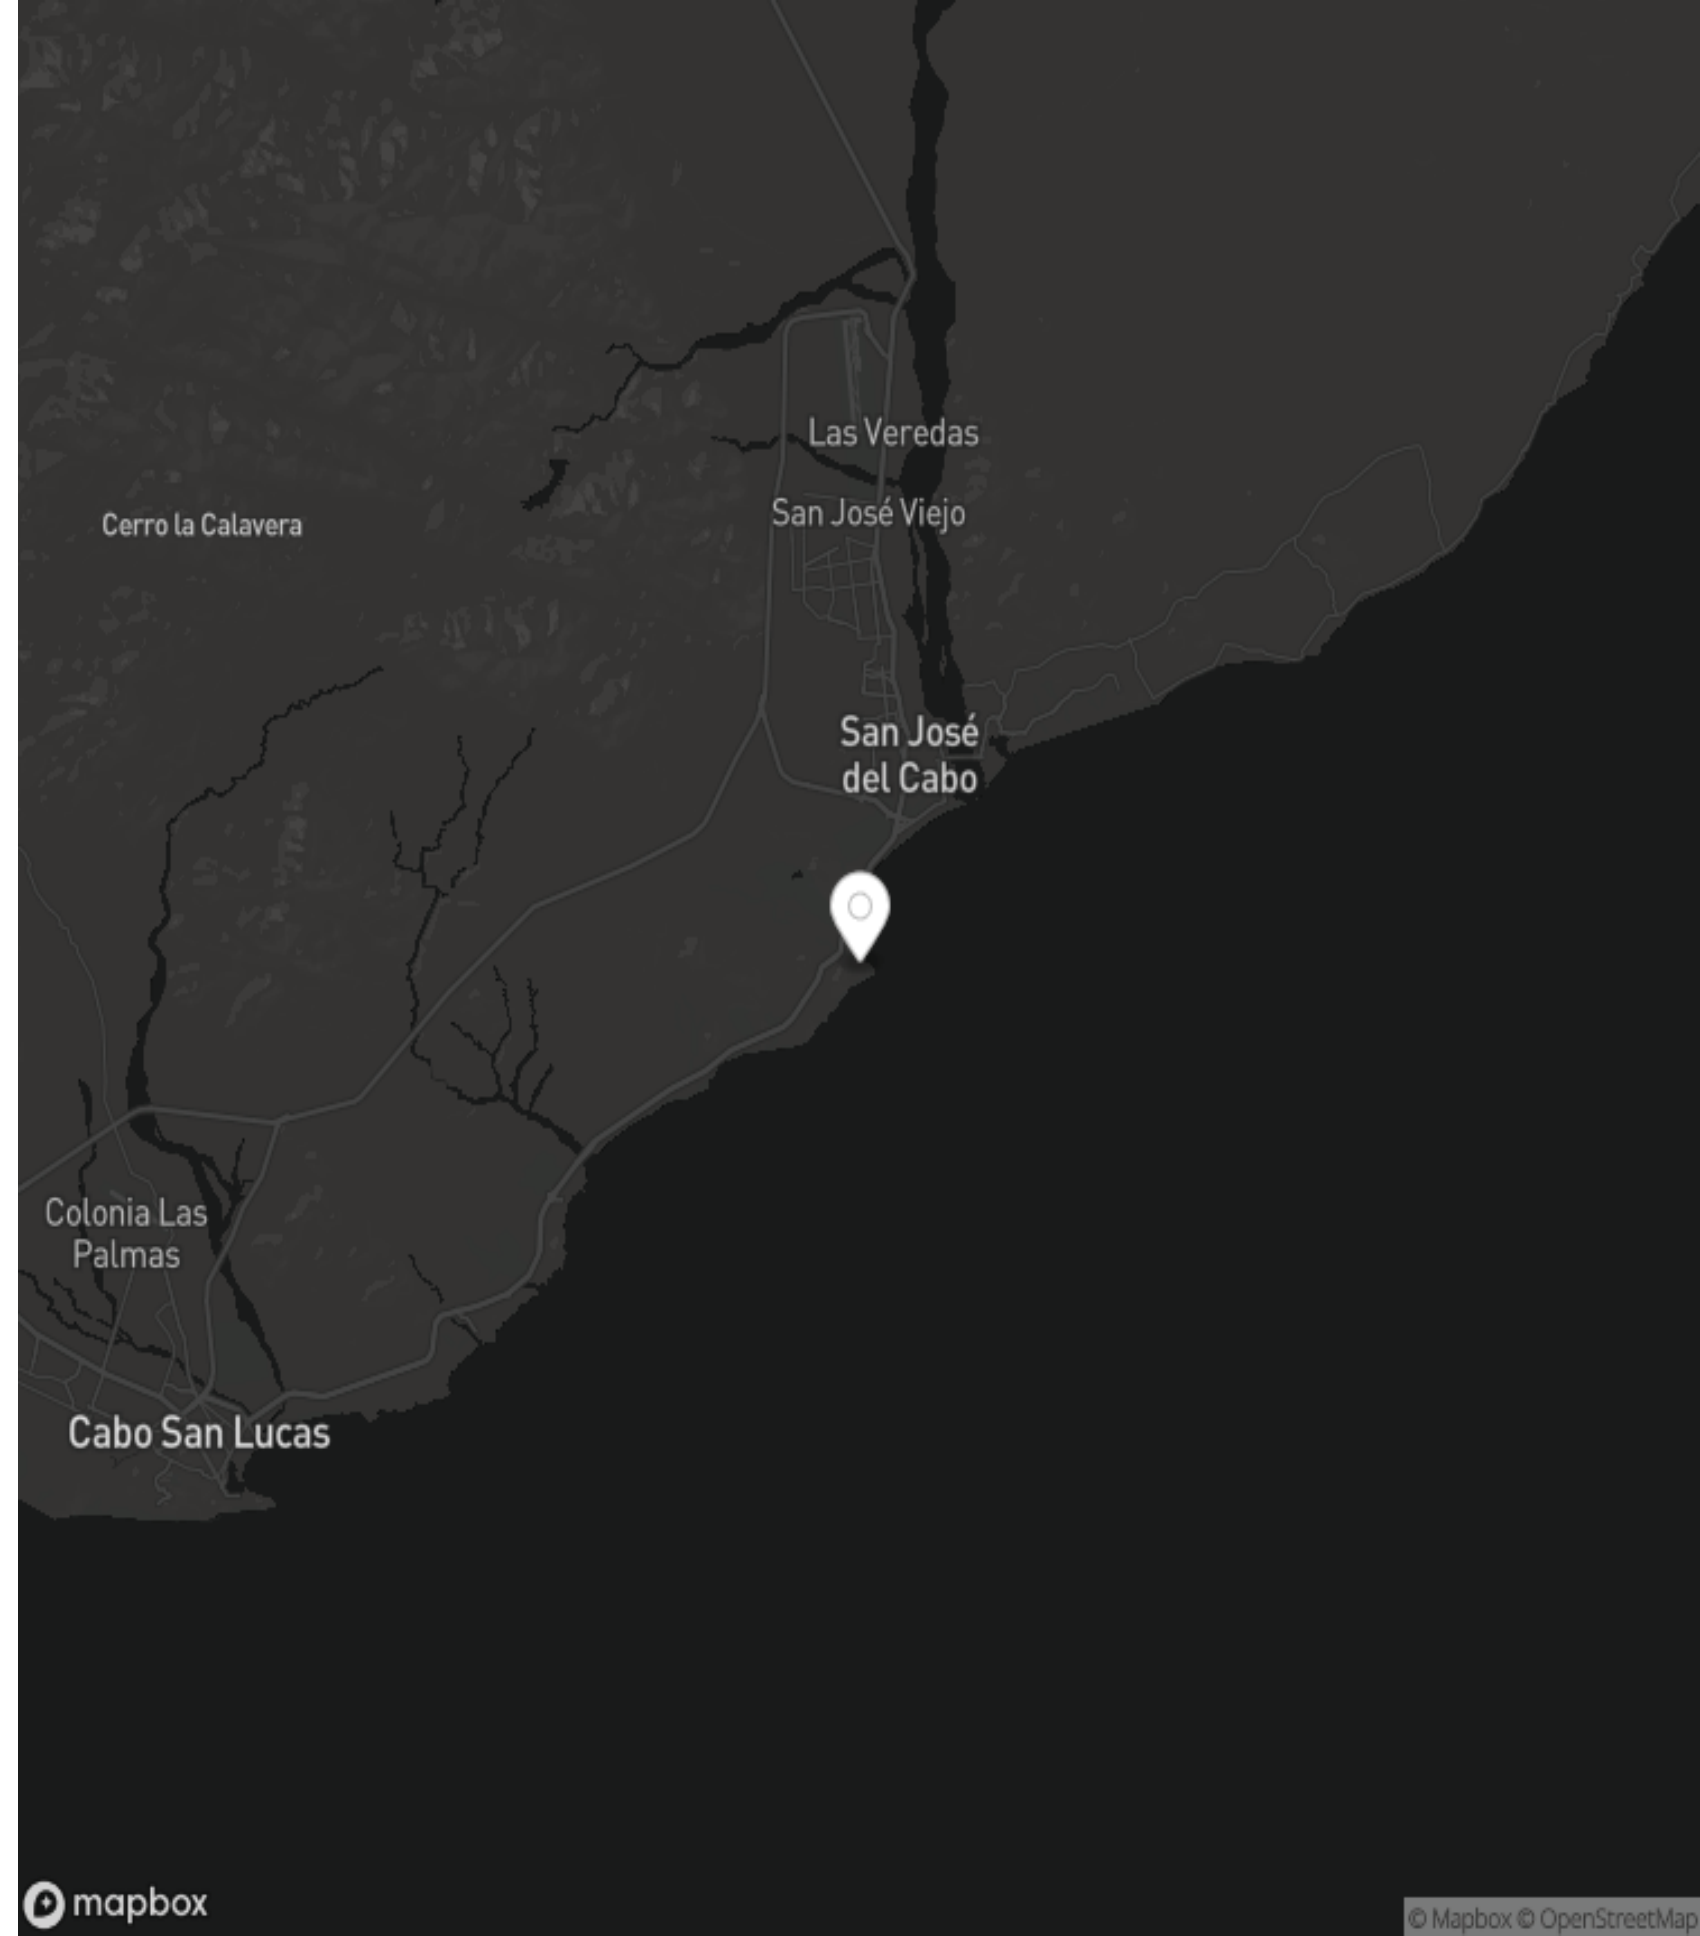 Las Veredas
San José Viejo
Cerro la Calavera
San José
del Cabo
Colonia Las
Palmas
Cabo San Lucas
mapbox
© Mapbox © OpenStreetMap